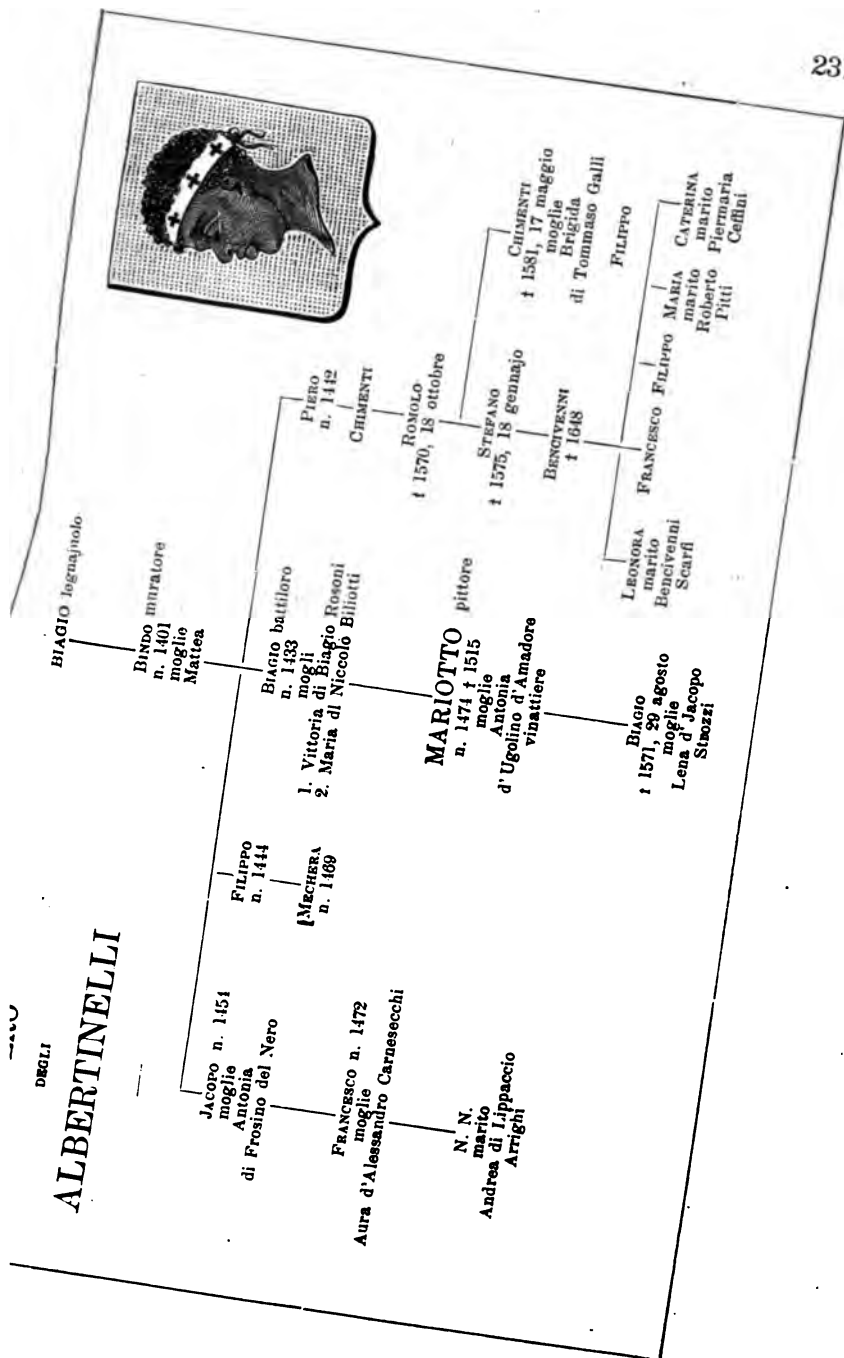 23
DEGLI
ALBERTINELLI
BIAGIO legnajuolo
BINDO muratore
n. 1401
moglie
Mattea
JACOPO n. 1454
moglie
Antonia
di Frosino del Nero
FILIPPO
n. 1444
BIAGIO battiloro
n. 1433
mogli
1. Vittoria di Biagio Rosoni
2. Maria di Niccolò Biliotti
PIERO
n. 1442
FRANCESCO n. 1472
moglie
Aura d'Alessandro Carnesecchi
MECHERA
n. 1469
MARIOTTO pittore
n. 1474 † 1515
moglie
Antonia
d'Ugolino d'Amadore
vinattiere
CHIMENTI
ROMOLO
† 1570, 18 ottobre
N. N.
marito
Andrea di Lippaccio
Arrighi
BIAGIO
† 1571, 29 agosto
moglie
Lena d' Jacopo
Strozzi
STEFANO
† 1575, 18 gennajo
CHIMENTI
† 1581, 17 maggio
moglie
Brigida
di Tommaso Galli
BENCIVENNI
† 1648
FILIPPO
LEONORA
marito
Bencivenni
Scarfi
FRANCESCO
FILIPPO
MARIA
marito
Roberto
Pitti
CATERINA
marito
Piermaria
Ceffini